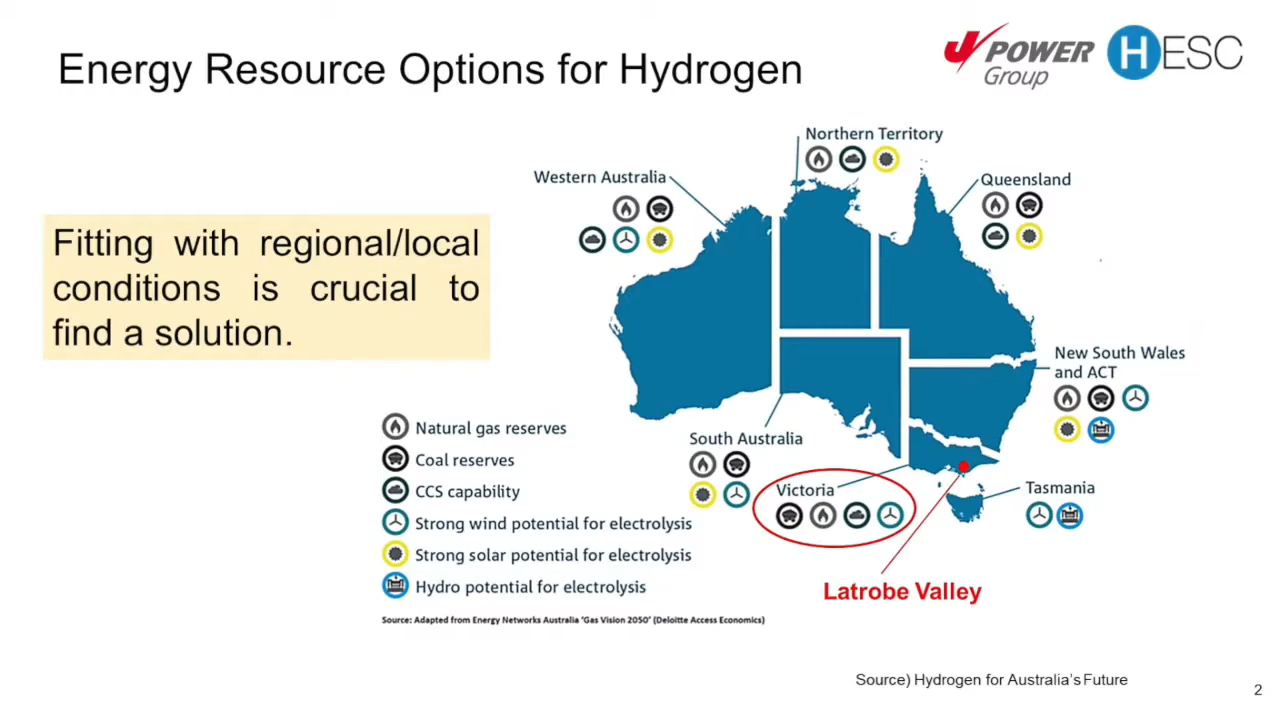 Energy Resource Options for Hydrogen
J POWER
Group
HESC
Fitting with regional/local
conditions is crucial to
find a solution.
Northern Territory
Western Australia
Queensland
New South Wales
and ACT
South Australia
Victoria
Tasmania
Latrobe Valley
Natural gas reserves
Coal reserves
CCS capability
Strong wind potential for electrolysis
Strong solar potential for electrolysis
Hydro potential for electrolysis
Source: Adapted from Energy Networks Australia 'Gas Vision 2050' (Deloitte Access Economics)
Source) Hydrogen for Australia's Future
2